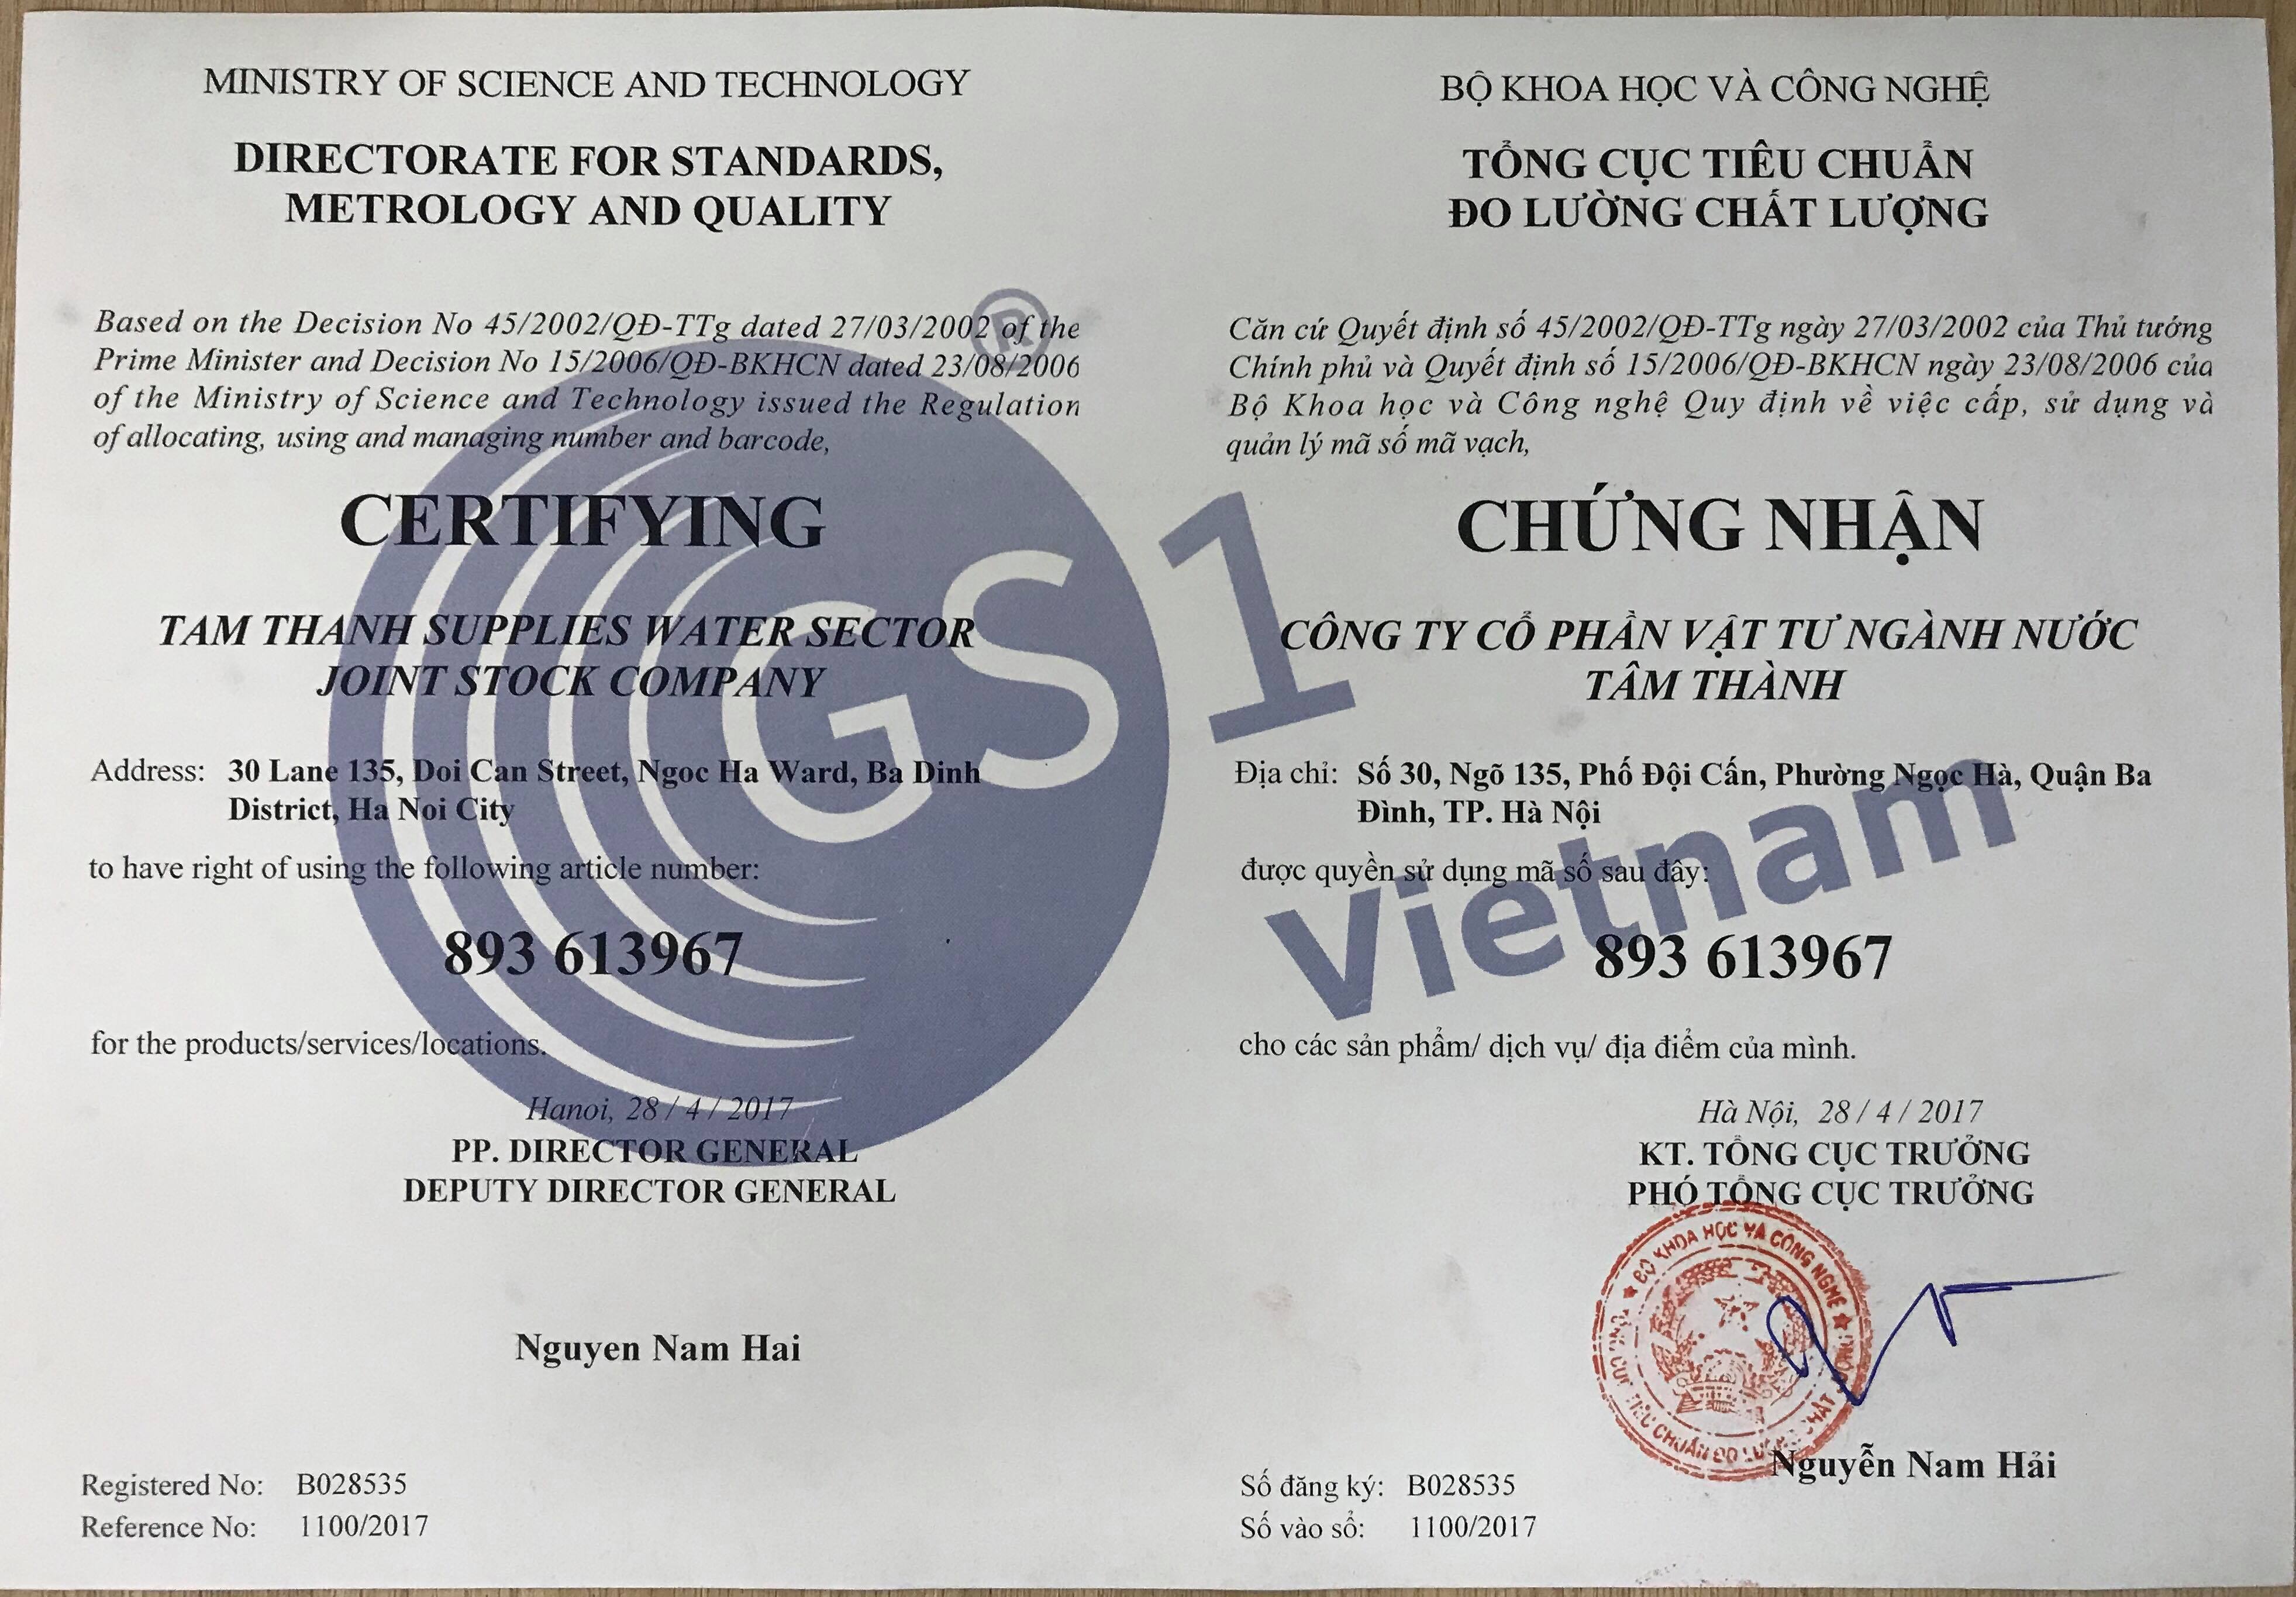 MINISTRY OF SCIENCE AND TECHNOLOGY
DIRECTORATE FOR STANDARDS,
METROLOGY AND QUALITY
Based on the Decision No 45/2002/QĐ-TTg dated 27/03/2002 of the
Prime Minister and Decision No 15/2006/QĐ-BKHCN dated 23/08/2006
of the Ministry of Science and Technology issued the Regulation
of allocating, using and managing number and barcode,
CERTIFYING
TAM THANH SUPPLIES WATER SECTOR
JOINT STOCK COMPANY
Address: 30 Lane 135, Doi Can Street, Ngoc Ha Ward, Ba Dinh
District, Ha Noi City
to have right of using the following article number:
893 613967
for the products/services/locations.
Hanoi, 28 / 4 / 2017
PP. DIRECTOR GENERAL
DEPUTY DIRECTOR GENERAL
Nguyen Nam Hai
Registered No: B028535
Reference No: 1100/2017
BỘ KHOA HỌC VÀ CÔNG NGHỆ
TỔNG CỤC TIÊU CHUẨN
ĐO LƯỜNG CHẤT LƯỢNG
Căn cứ Quyết định số 45/2002/QĐ-TTg ngày 27/03/2002 của Thủ tướng
Chính phủ và Quyết định số 15/2006/QĐ-BKHCN ngày 23/08/2006 của
Bộ Khoa học và Công nghệ Quy định về việc cấp, sử dụng và
quản lý mã số mã vạch,
CHỨNG NHẬN
CÔNG TY CỔ PHẦN VẬT TƯ NGÀNH NƯỚC
TÂM THÀNH
Địa chỉ: Số 30, Ngõ 135, Phố Đội Cấn, Phường Ngọc Hà, Quận Ba
Đình, TP. Hà Nội
được quyền sử dụng mã số sau đây:
893 613967
cho các sản phẩm/ dịch vụ/ địa điểm của mình.
Hà Nội, 28 / 4 / 2017
KT. TỔNG CỤC TRƯỞNG
PHÓ TỔNG CỤC TRƯỞNG
BỘ KHOA HỌC VÀ CÔNG NGHỆ
TIÊU CHUẨN ĐO LƯỜNG CHẤT
Nguyễn Nam Hải
Số đăng ký: B028535
Số vào sổ: 1100/2017
GS1 ®
Vietnam